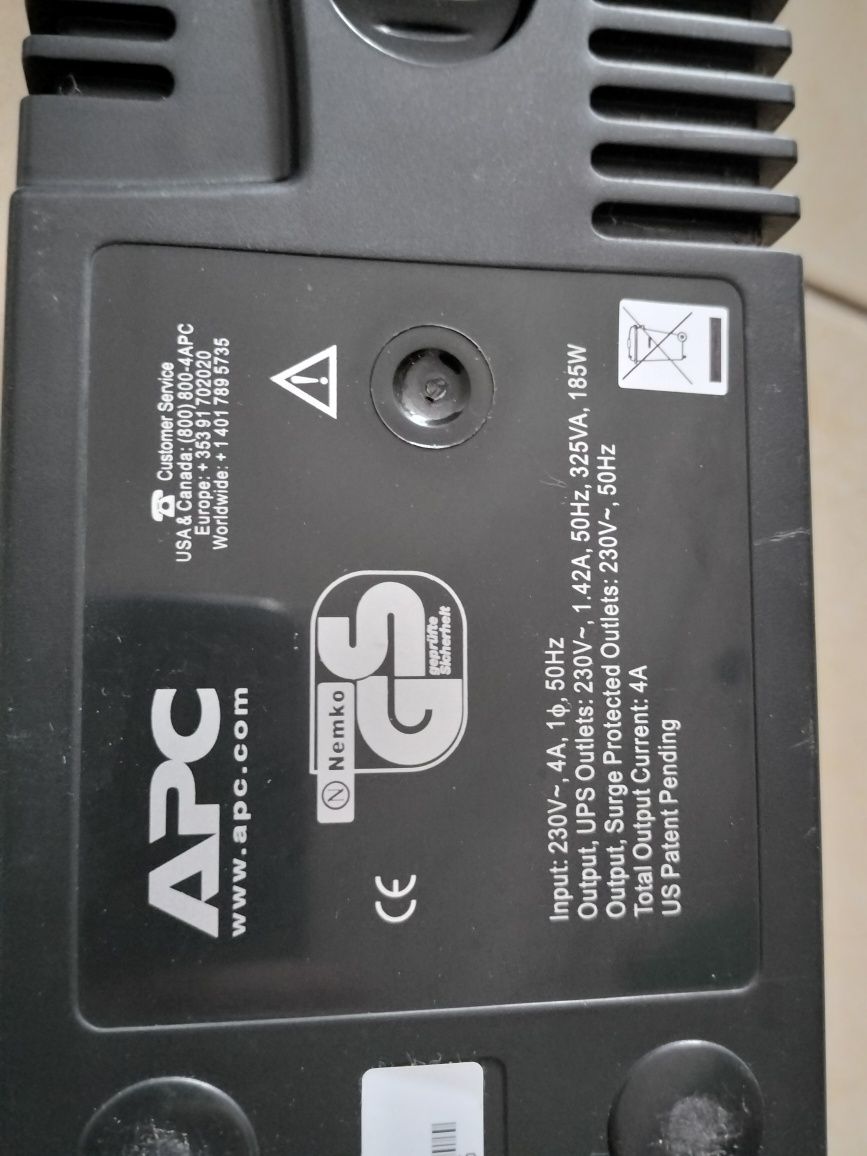 APC
www.apc.com
☎ Customer Service
USA & Canada: (800) 800-4APC
Europe: + 353 91 702020
Worldwide: + 1 401 789 5735
CE
N Nemko
GS
geprüfte
Sicherheit
Input: 230V~, 4A, 1ϕ, 50Hz
Output, UPS Outlets: 230V~, 1.42A, 50Hz, 325VA, 185W
Output, Surge Protected Outlets: 230V~, 50Hz
Total Output Current: 4A
US Patent Pending